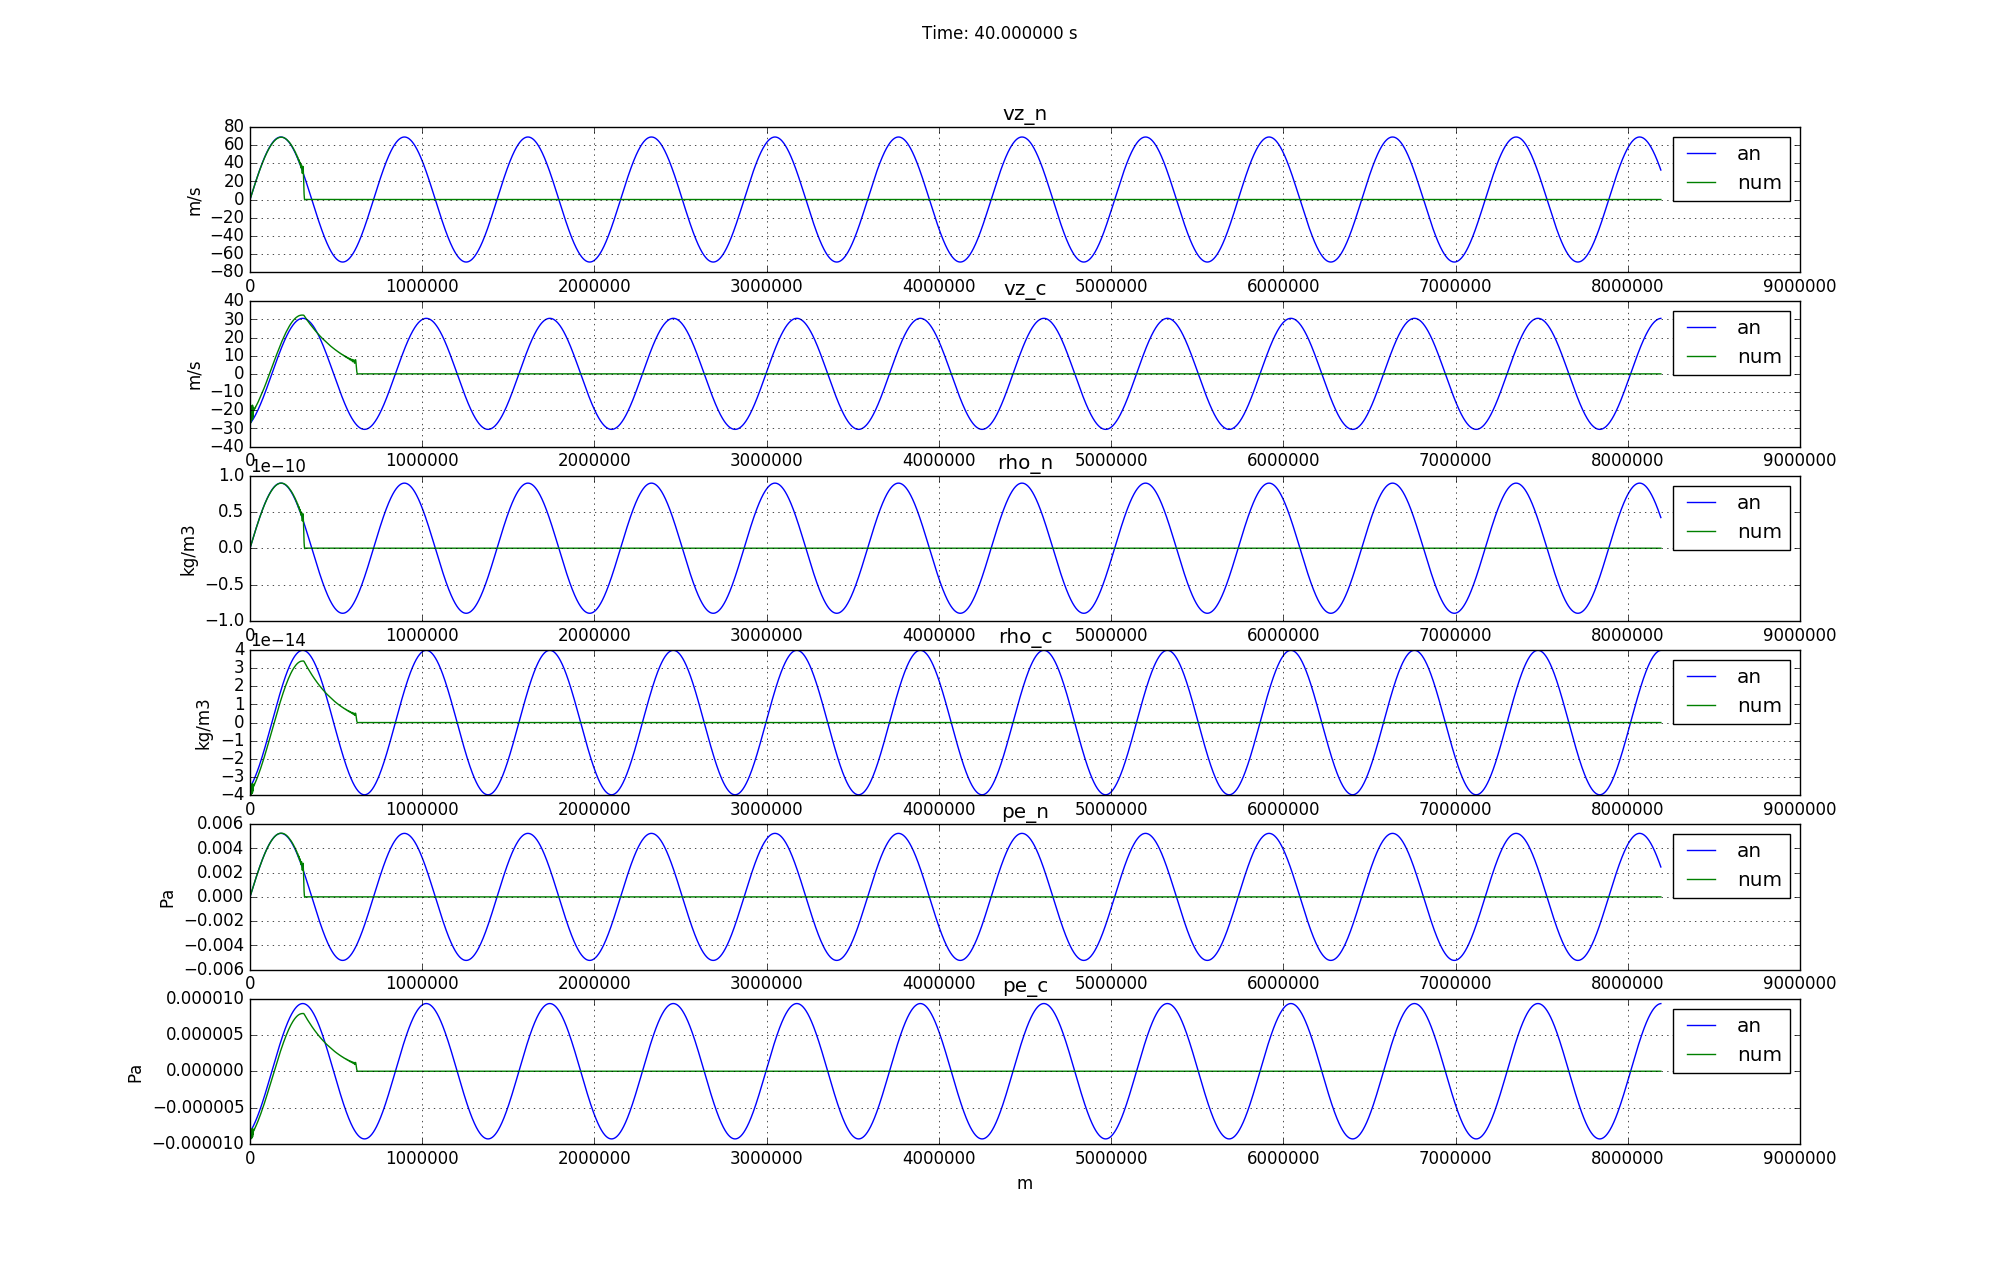 Time: 40.000000 s
vz_n
80
60
40
20
0
−20
−40
−60
−80
m/s
an
num
0 1000000 2000000 3000000 4000000 5000000 6000000 7000000 8000000 9000000
vz_c
40
30
20
10
0
−10
−20
−30
−40
m/s
an
num
0 1000000 2000000 3000000 4000000 5000000 6000000 7000000 8000000 9000000
1e−10
rho_n
1.0
0.5
0.0
−0.5
−1.0
kg/m3
an
num
0 1000000 2000000 3000000 4000000 5000000 6000000 7000000 8000000 9000000
1e−14
rho_c
4
3
2
1
0
−1
−2
−3
−4
kg/m3
an
num
0 1000000 2000000 3000000 4000000 5000000 6000000 7000000 8000000 9000000
pe_n
0.006
0.004
0.002
0.000
−0.002
−0.004
−0.006
Pa
an
num
0 1000000 2000000 3000000 4000000 5000000 6000000 7000000 8000000 9000000
pe_c
0.000010
0.000005
0.000000
−0.000005
−0.000010
Pa
an
num
0 1000000 2000000 3000000 4000000 5000000 6000000 7000000 8000000 9000000
m